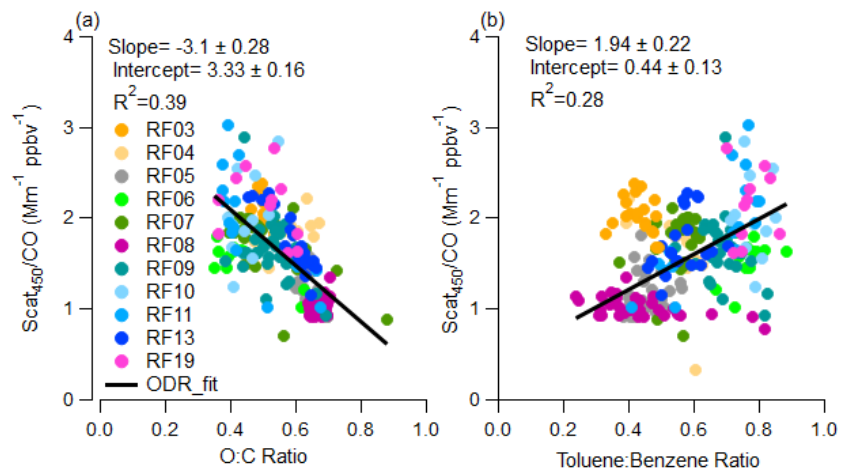 (a)
Slope= -3.1 ± 0.28
Intercept= 3.33 ± 0.16
R²=0.39
RF03
RF04
RF05
RF06
RF07
RF08
RF09
RF10
RF11
RF13
RF19
ODR_fit
4
3
2
1
0
Scat₄₅₀/CO (Mm⁻¹ ppbv⁻¹)
0.0 0.2 0.4 0.6 0.8 1.0
O:C Ratio
(b)
Slope= 1.94 ± 0.22
Intercept= 0.44 ± 0.13
R²=0.28
4
3
2
1
0
Scat₄₅₀/CO (Mm⁻¹ ppbv⁻¹)
0.0 0.2 0.4 0.6 0.8 1.0
Toluene:Benzene Ratio